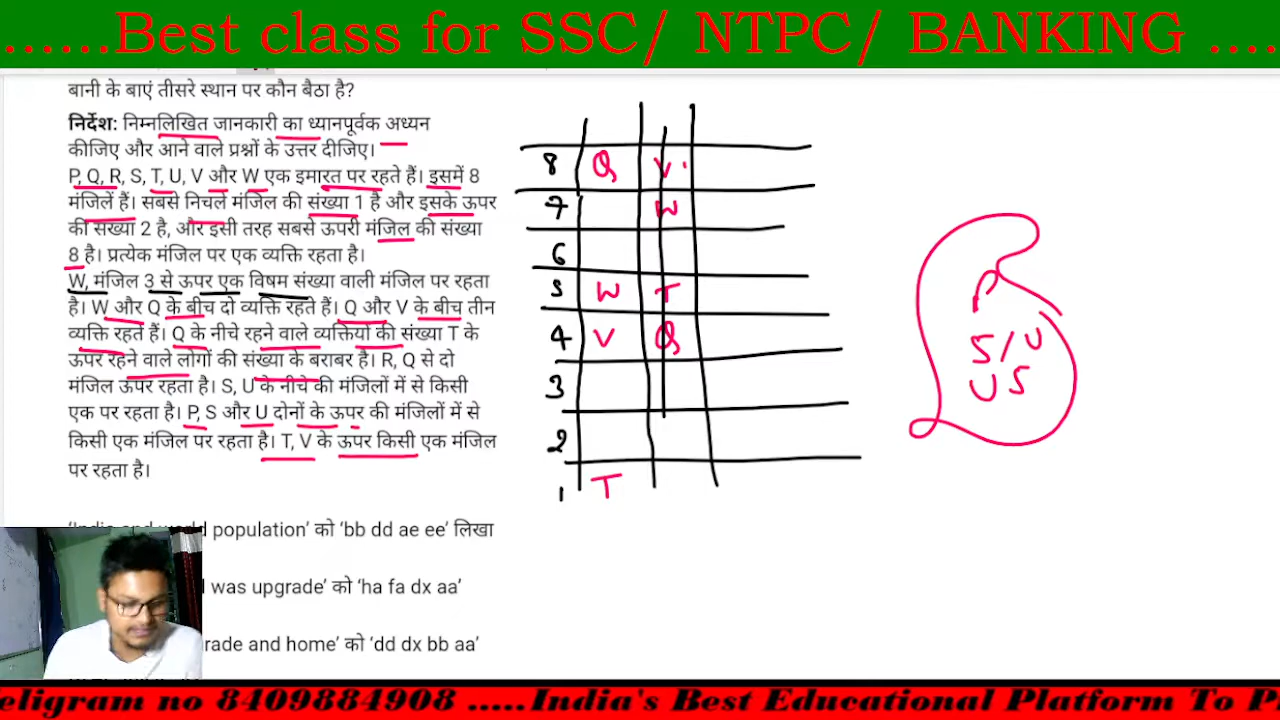 ......Best class for SSC/ NTPC/ BANKING ....
बानी के बाएं तीसरे स्थान पर कौन बैठा है?
निर्देश: निम्नलिखित जानकारी का ध्यानपूर्वक अध्यन
कीजिए और आने वाले प्रश्नों के उत्तर दीजिए।
P, Q, R, S, T, U, V और W एक इमारत पर रहते हैं। इसमें 8
मंजिलें हैं। सबसे निचले मंजिल की संख्या 1 है और इसके ऊपर
की सख्या 2 है, और इसी तरह सबसे ऊपरी मंजिल की संख्या
8 है। प्रत्येक मंजिल पर एक व्यक्ति रहता है।
W, मंजिल 3 से ऊपर एक विषम संख्या वाली मंजिल पर रहता
है। W और Q के बीच दो व्यक्ति रहते हैं। Q और V के बीच तीन
व्यक्ति रहते हैं। Q के नीचे रहने वाले व्यक्तियों की संख्या T के
ऊपर रहने वाले लोगों की संख्या के बराबर है। R, Q से दो
मंजिल ऊपर रहता है। S, U के नीचे की मंजिलों में से किसी
एक पर रहता है। P, S और U दोनों के ऊपर की मंजिलों में से
किसी एक मंजिल पर रहता है। T, V के ऊपर किसी एक मंजिल
पर रहता है।
population' को 'bb dd ae ee' लिखा
was upgrade' को 'ha fa dx aa'
rade and home' को 'dd dx bb aa'
8 Q V
7 W
6
5 W T
4 V Q
3
2
1 T
P
S/U
U S
eligram no 8409884908 .....India's Best Educational Platform To P